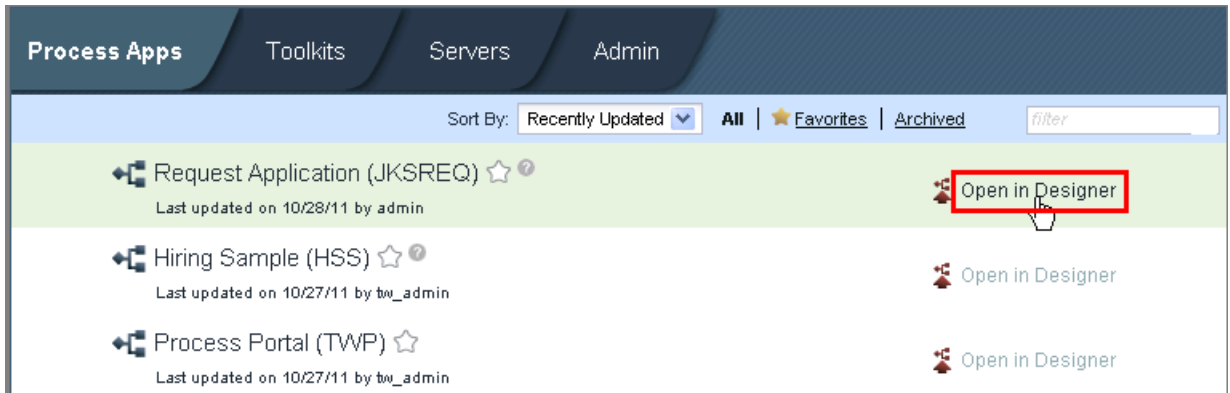 Process Apps Toolkits Servers Admin
Sort By: Recently Updated All | Favorites | Archived filter
Request Application (JKSREQ) Open in Designer
Last updated on 10/28/11 by admin
Hiring Sample (HSS) Open in Designer
Last updated on 10/27/11 by tw_admin
Process Portal (TWP) Open in Designer
Last updated on 10/27/11 by tw_admin